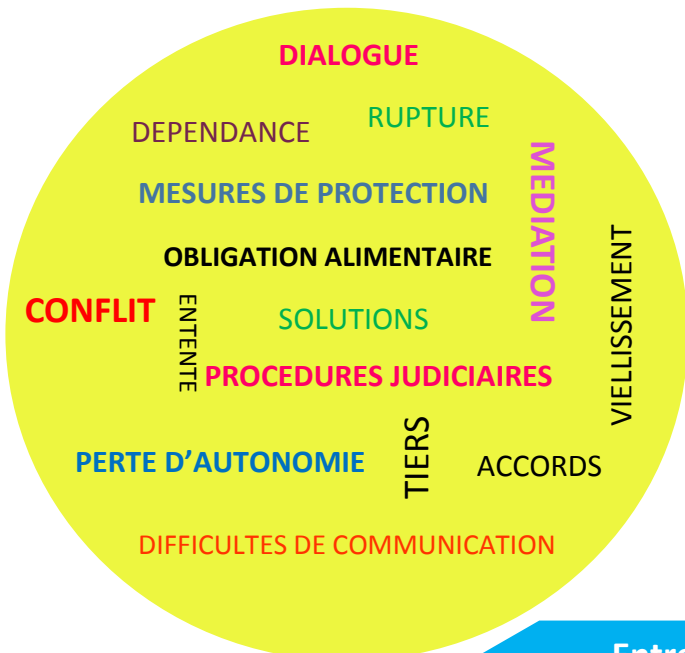 DIALOGUE
DEPENDANCE
RUPTURE
MESURES DE PROTECTION
MEDIATION
OBLIGATION ALIMENTAIRE
VIELLISSEMENT
CONFLIT
ENTENTE
SOLUTIONS
PROCEDURES JUDICIAIRES
PERTE D’AUTONOMIE
TIERS
ACCORDS
DIFFICULTES DE COMMUNICATION